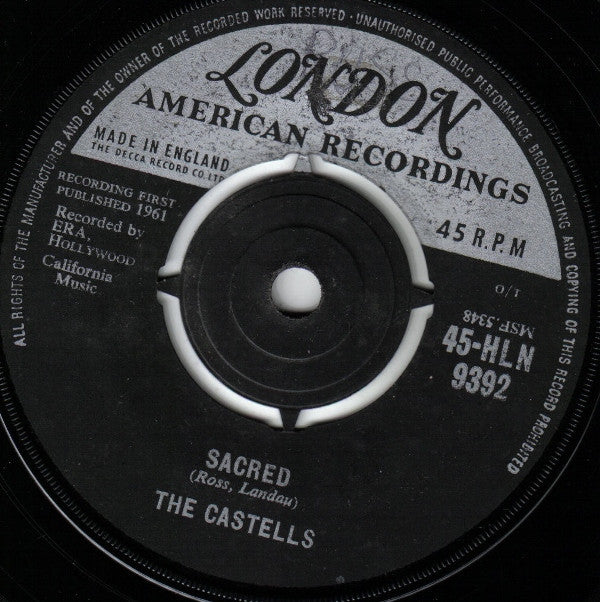 ALL RIGHTS OF THE MANUFACTURER AND OF THE OWNER OF THE RECORDED WORK RESERVED · UNAUTHORISED PUBLIC PERFORMANCE BROADCASTING AND COPYING OF THIS RECORD PROHIBITED
LONDON
AMERICAN RECORDINGS
MADE IN ENGLAND
THE DECCA RECORD CO. LTD
45 R.P.M
RECORDING FIRST
PUBLISHED 1961
Recorded by
ERA,
HOLLYWOOD
California
Music
O/T
MSF.5348
45-HLN
9392
SACRED
(Ross, Landau)
THE CASTELLS